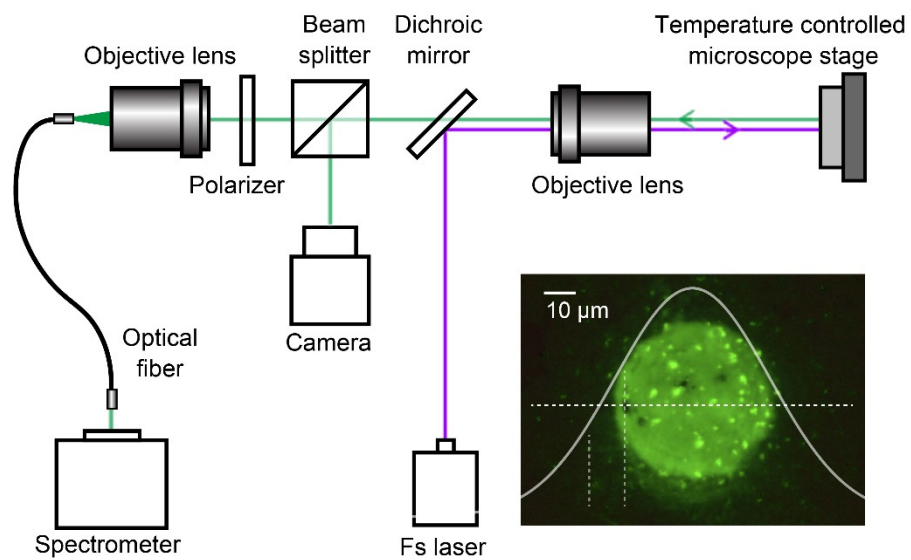 Objective lens
Beam
splitter
Dichroic
mirror
Temperature controlled
microscope stage
Polarizer
Objective lens
Camera
10 µm
Optical
fiber
Spectrometer
Fs laser